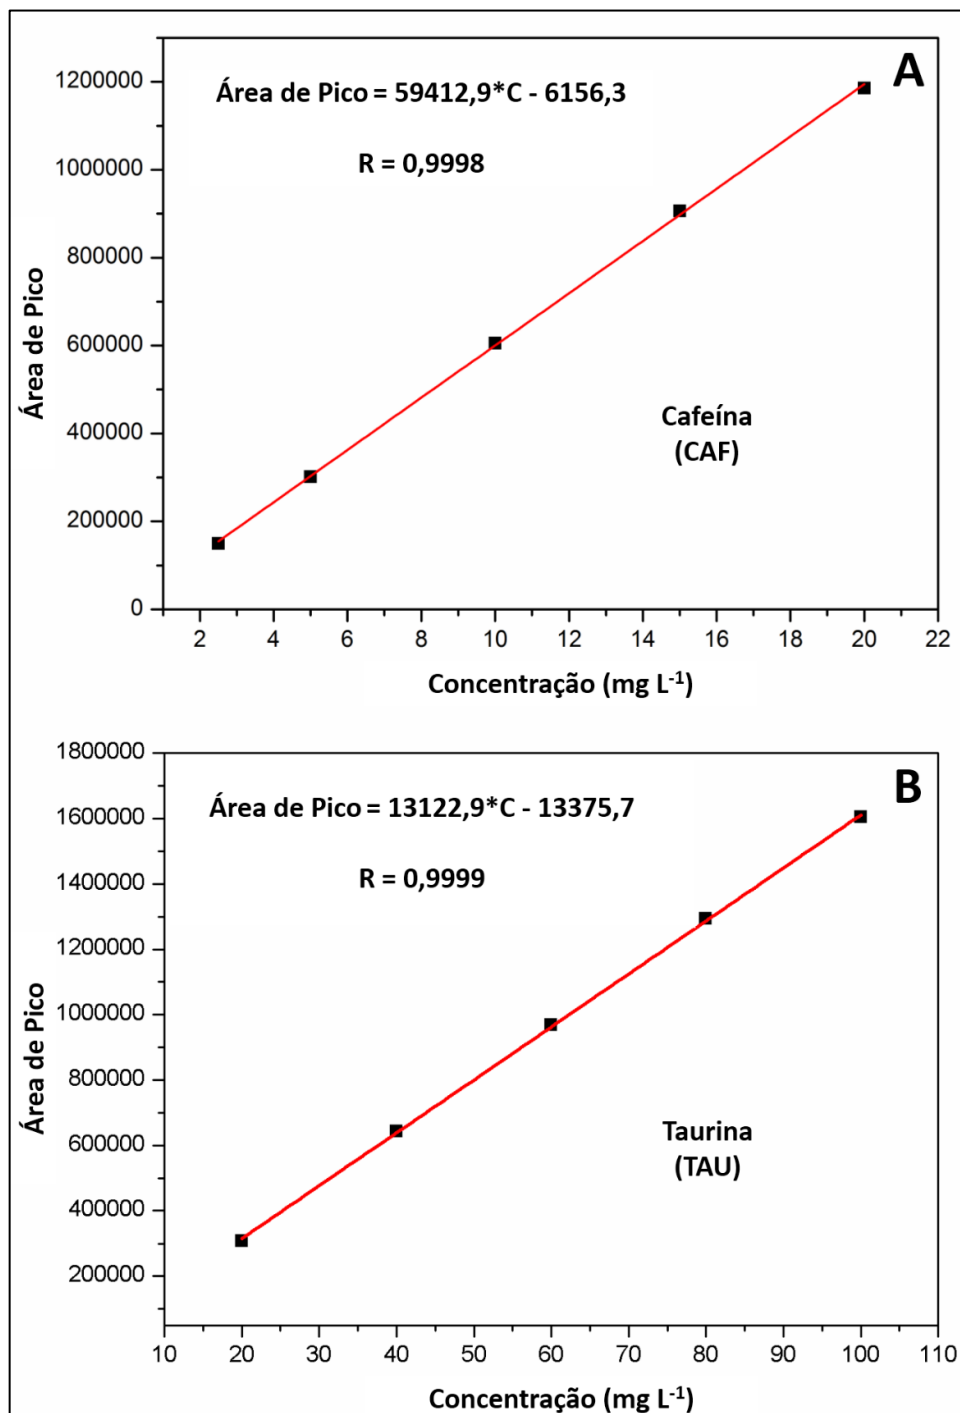 A
Área de Pico = 59412,9*C - 6156,3
R = 0,9998
Cafeína
(CAF)
Área de Pico
1200000
1000000
800000
600000
400000
200000
0
2 4 6 8 10 12 14 16 18 20 22
Concentração (mg L⁻¹)
B
Área de Pico = 13122,9*C - 13375,7
R = 0,9999
Taurina
(TAU)
Área de Pico
1800000
1600000
1400000
1200000
1000000
800000
600000
400000
200000
10 20 30 40 50 60 70 80 90 100 110
Concentração (mg L⁻¹)